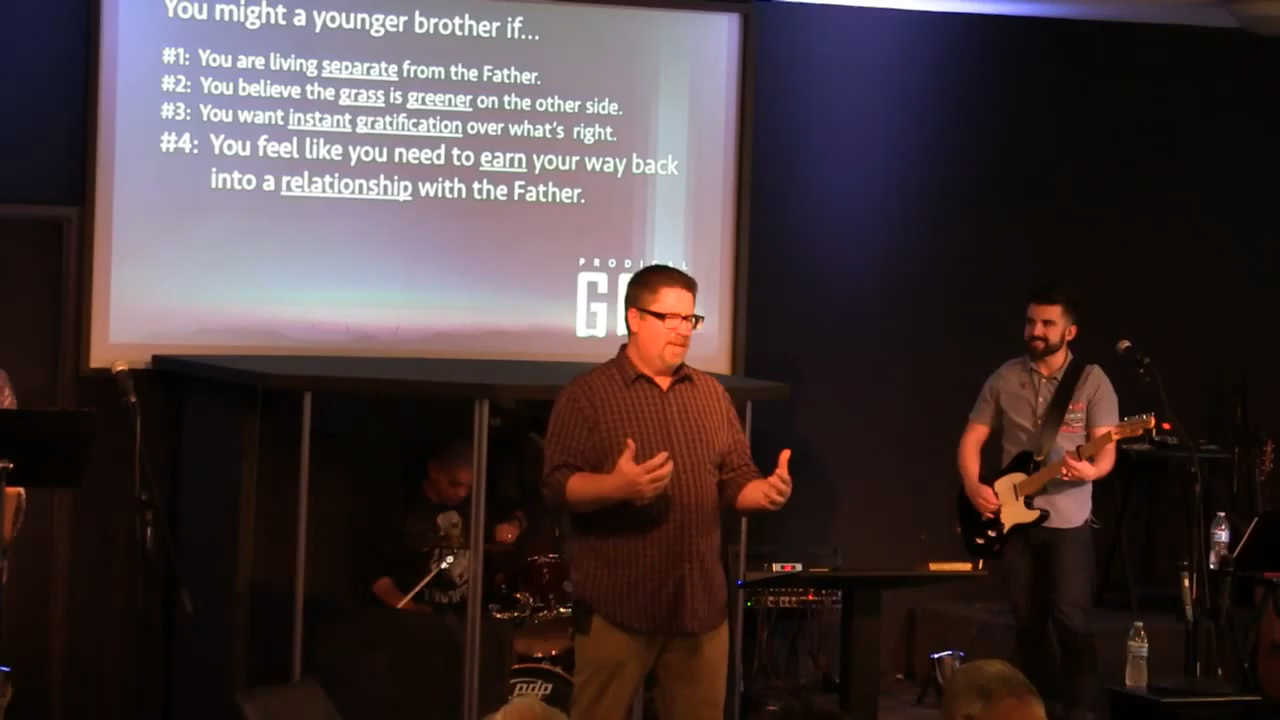 You might a younger brother if...
#1: You are living separate from the Father.
#2: You believe the grass is greener on the other side.
#3: You want instant gratification over what's right.
#4: You feel like you need to earn your way back
into a relationship with the Father.
pdp